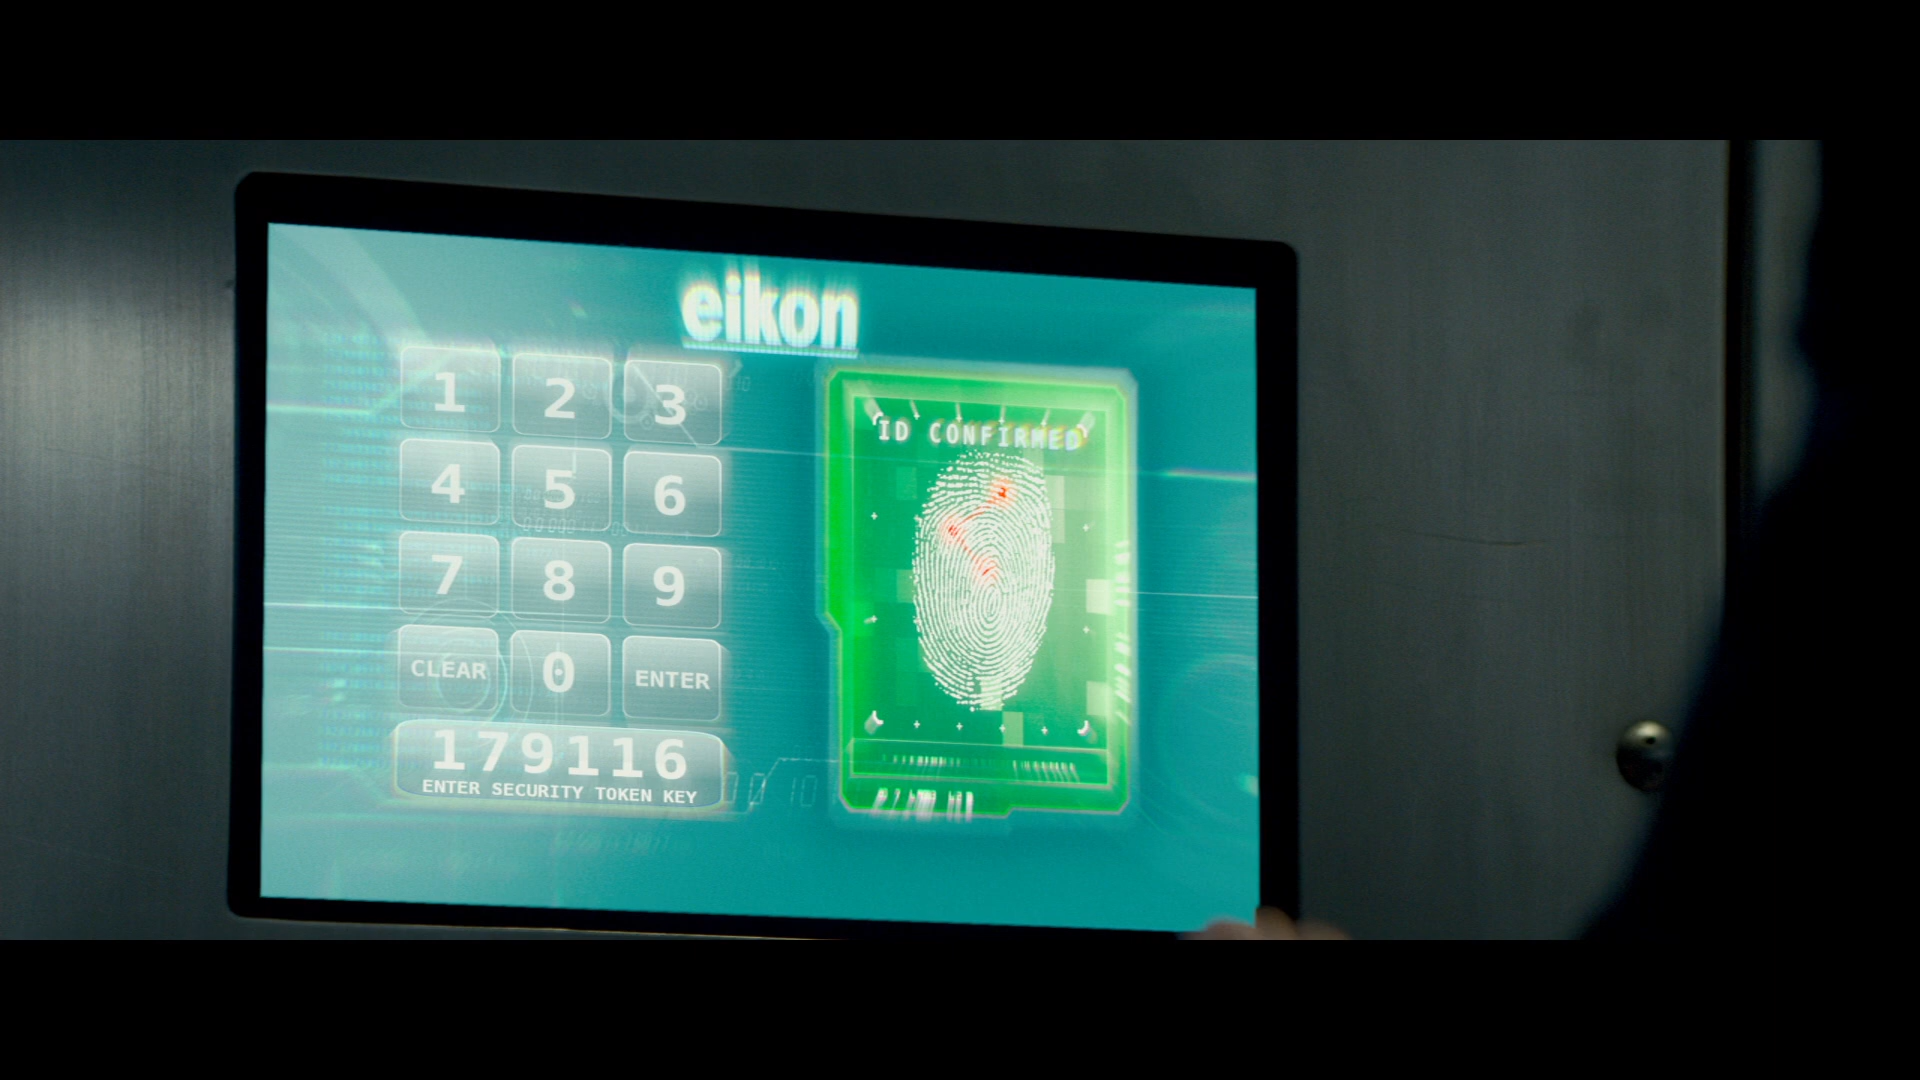 eikon
1 2 3
4 5 6
7 8 9
CLEAR 0 ENTER
179116
ENTER SECURITY TOKEN KEY
ID CONFIRMED